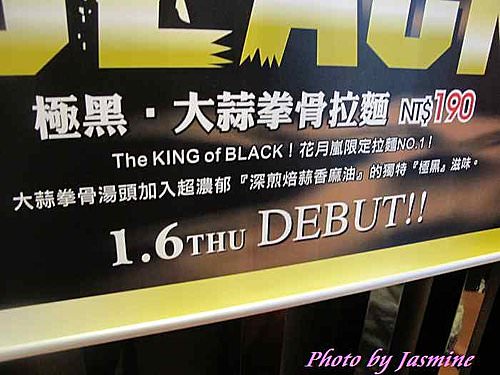 BLACK
極黑·大蒜拳骨拉麵 NT$190
The KING of BLACK！花月嵐限定拉麵NO.1！
大蒜拳骨湯頭加入超濃郁『深煎焙蒜香麻油』的獨特『極黑』滋味。
1.6THU DEBUT!!
Photo by Jasmine